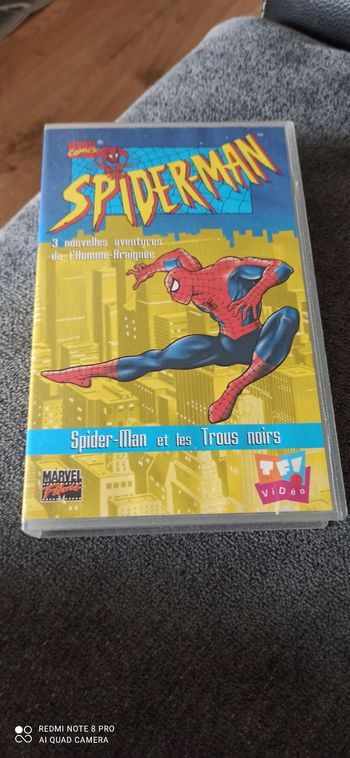 MARVEL
COMICS
SPIDER-MAN
3 nouvelles aventures
de l'Homme-Araignée
Spider-Man et les Trous noirs
MARVEL
Films
TF1
ViDéo
REDMI NOTE 8 PRO
AI QUAD CAMERA